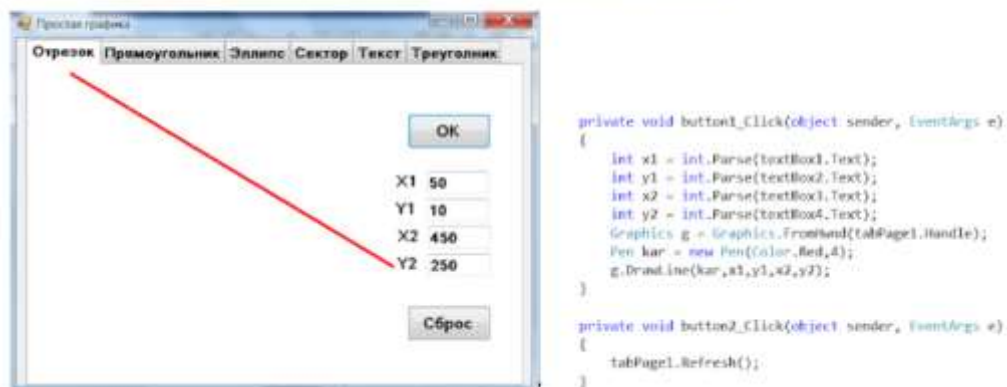 Простая графика
Отрезок Прямоугольник Эллипс Сектор Текст Треуголник
OK
X1 50
Y1 10
X2 450
Y2 250
Сброс
private void button1_Click(object sender, EventArgs e)
{
int x1 = int.Parse(textBox1.Text);
int y1 = int.Parse(textBox2.Text);
int x2 = int.Parse(textBox3.Text);
int y2 = int.Parse(textBox4.Text);
Graphics g = Graphics.FromHwnd(tabPage1.Handle);
Pen kar = new Pen(Color.Red,4);
g.DrawLine(kar,x1,y1,x2,y2);
}
private void button2_Click(object sender, EventArgs e)
{
tabPage1.Refresh();
}